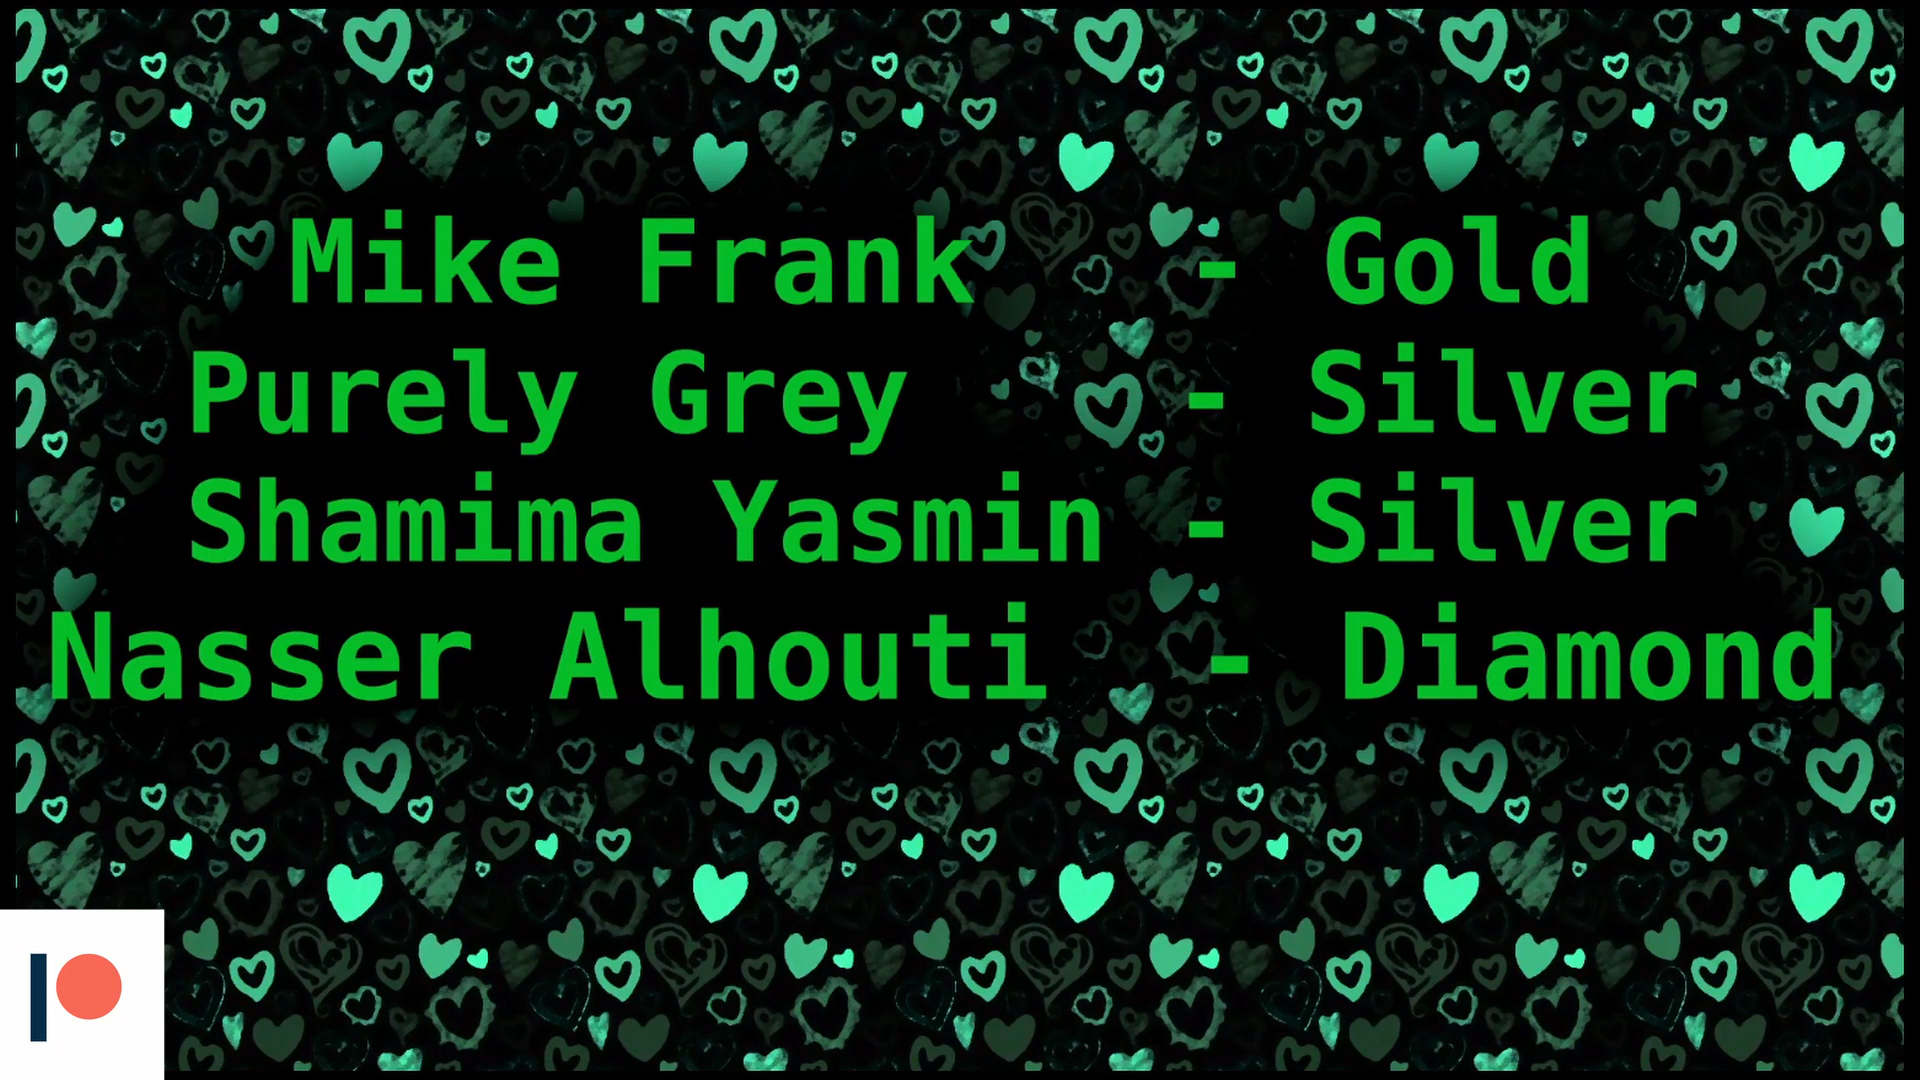 Mike Frank - Gold
Purely Grey - Silver
Shamima Yasmin - Silver
Nasser Alhouti - Diamond